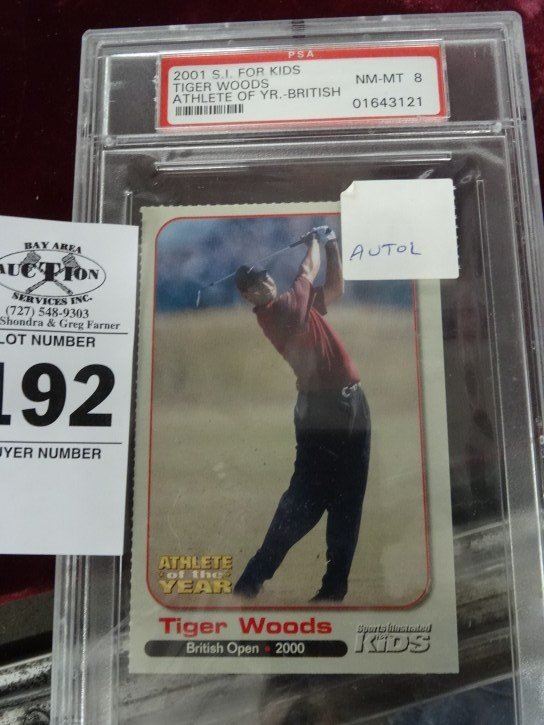 PSA
2001 S.I. FOR KIDS
TIGER WOODS NM-MT 8
ATHLETE OF YR.-BRITISH 01643121
AUTOL
BAY AREA
AUCTION
SERVICES INC.
(727) 548-9303
Shondra & Greg Farner
LOT NUMBER
192
UYER NUMBER
ATHLETE
of the
YEAR
Tiger Woods
British Open • 2000
Sports Illustrated
for
KIDS